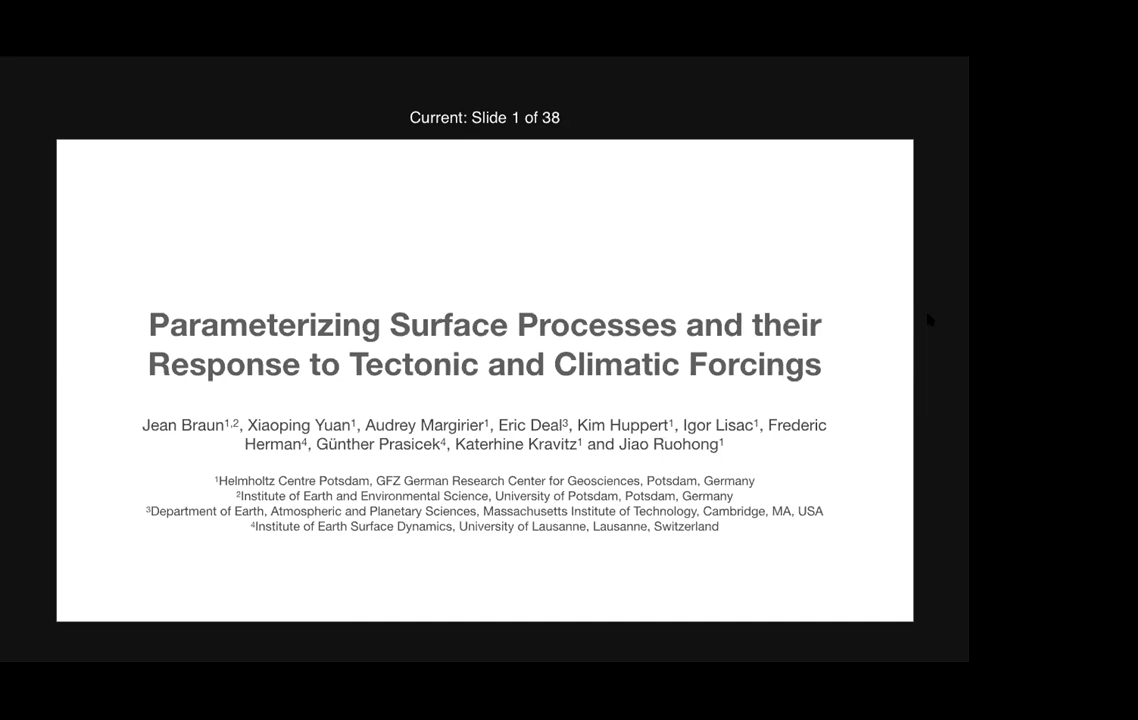 Current: Slide 1 of 38
Parameterizing Surface Processes and their
Response to Tectonic and Climatic Forcings
Jean Braun1,2, Xiaoping Yuan1, Audrey Margirier1, Eric Deal3, Kim Huppert1, Igor Lisac1, Frederic
Herman4, Günther Prasicek4, Katerhine Kravitz1 and Jiao Ruohong1
1Helmholtz Centre Potsdam, GFZ German Research Center for Geosciences, Potsdam, Germany
2Institute of Earth and Environmental Science, University of Potsdam, Potsdam, Germany
3Department of Earth, Atmospheric and Planetary Sciences, Massachusetts Institute of Technology, Cambridge, MA, USA
4Institute of Earth Surface Dynamics, University of Lausanne, Lausanne, Switzerland